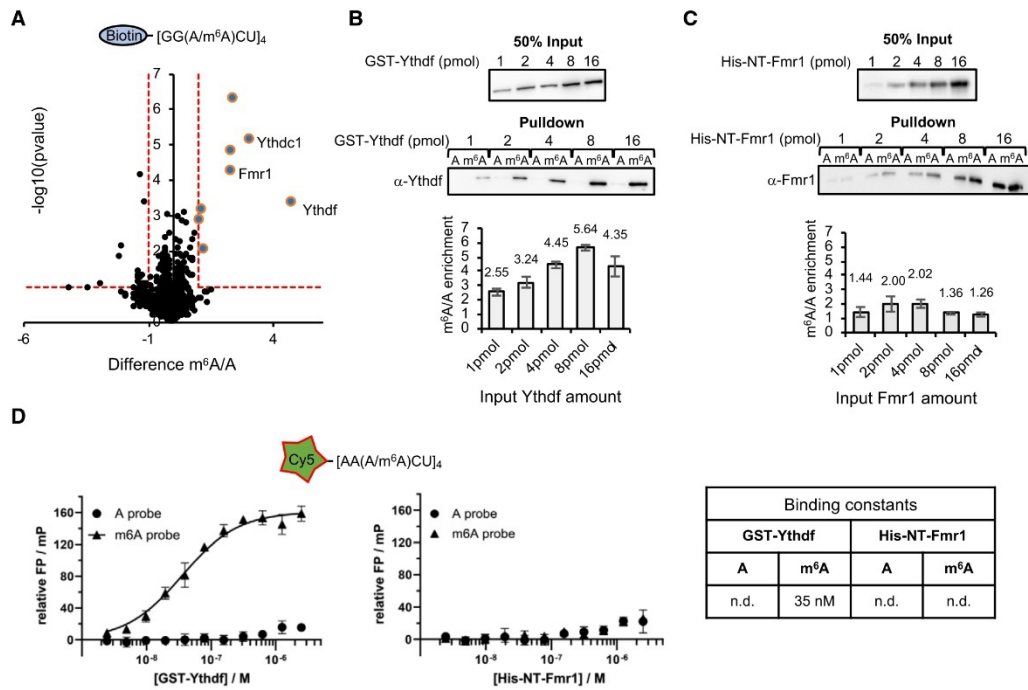 A
Biotin -[GG(A/m⁶A)CU]₄
-log10(pvalue)
7
6
5
4
3
2
1
0
-6
-1
4
Ythdc1
Fmr1
Ythdf
Difference m⁶A/A
B
50% Input
GST-Ythdf (pmol) 1 2 4 8 16
Pulldown
GST-Ythdf (pmol) 1 2 4 8 16
A m⁶A A m⁶A A m⁶A A m⁶A A m⁶A
α-Ythdf
m⁶A/A enrichment
7
6
5
4
3
2
1
0
2.55 3.24 4.45 5.64 4.35
1pmol 2pmol 4pmol 8pmol 16pmol
Input Ythdf amount
C
50% Input
His-NT-Fmr1 (pmol) 1 2 4 8 16
Pulldown
His-NT-Fmr1 (pmol) 1 2 4 8 16
A m⁶A A m⁶A A m⁶A A m⁶A A m⁶A
α-Fmr1
m⁶A/A enrichment
7
6
5
4
3
2
1
0
1.44 2.00 2.02 1.36 1.26
1pmol 2pmol 4pmol 8pmol 16pmol
Input Fmr1 amount
D
Cy5 -[AA(A/m⁶A)CU]₄
relative FP / mP
160
120
80
40
0
A probe
m6A probe
10⁻⁸ 10⁻⁷ 10⁻⁶
[GST-Ythdf] / M
relative FP / mP
160
120
80
40
0
A probe
m6A probe
10⁻⁸ 10⁻⁷ 10⁻⁶
[His-NT-Fmr1] / M
Binding constants
GST-Ythdf His-NT-Fmr1
A m⁶A A m⁶A
n.d. 35 nM n.d. n.d.